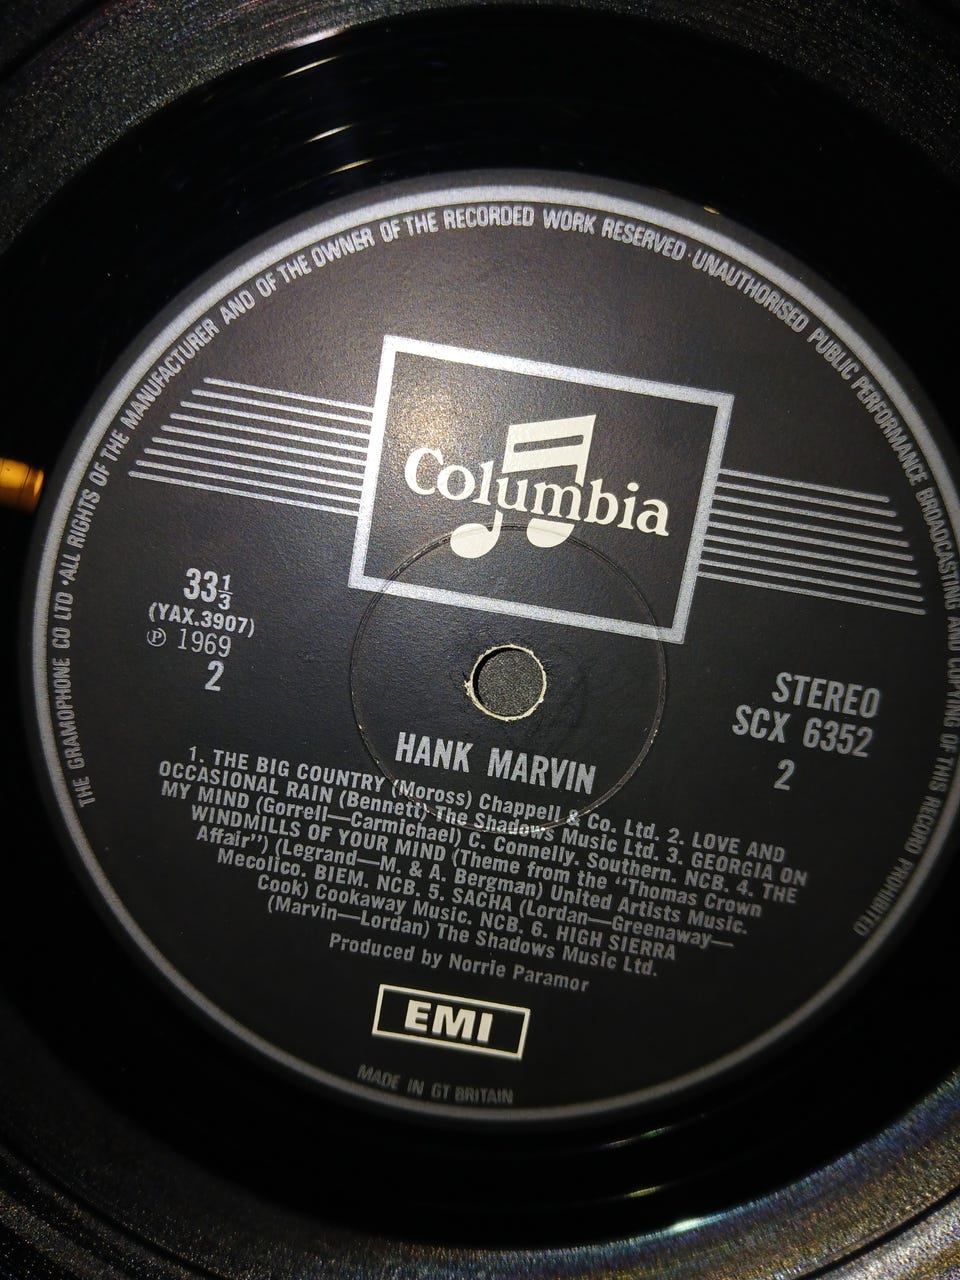 THE GRAMOPHONE CO LTD · ALL RIGHTS OF THE MANUFACTURER AND OF THE OWNER OF THE RECORDED WORK RESERVED · UNAUTHORISED PUBLIC PERFORMANCE BROADCASTING AND COPYING OF THIS RECORD PROHIBITED
Columbia
33⅓
(YAX.3907)
℗ 1969
2
STEREO
SCX 6352
2
HANK MARVIN
1. THE BIG COUNTRY (Moross) Chappell & Co. Ltd. 2. LOVE AND
OCCASIONAL RAIN (Bennett) The Shadows Music Ltd. 3. GEORGIA ON
MY MIND (Gorrell—Carmichael) C. Connelly. Southern. NCB. 4. THE
WINDMILLS OF YOUR MIND (Theme from the "Thomas Crown
Affair") (Legrand—M. & A. Bergman) United Artists Music.
Mecolico. BIEM. NCB. 5. SACHA (Lordan—Greenaway—
Cook) Cookaway Music. NCB. 6. HIGH SIERRA
(Marvin—Lordan) The Shadows Music Ltd.
Produced by Norrie Paramor
EMI
MADE IN GT BRITAIN